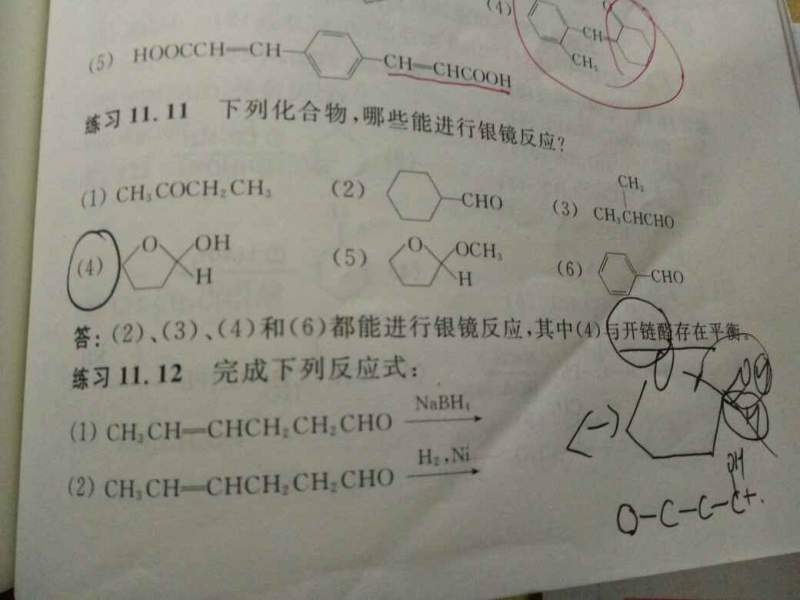 (4)
CH
CH₃
(5) HOOCCH=CH CH=CHCOOH
练习 11.11 下列化合物,哪些能进行银镜反应?
(1) CH₃COCH₂CH₃ (2) CHO (3) CH₃CHCHO CH₃
(4) O OH H (5) O OCH₃ H (6) CHO
答:(2)、(3)、(4)和(6)都能进行银镜反应,其中(4)与开链醛存在平衡。
练习 11.12 完成下列反应式:
(1) CH₃CH=CHCH₂CH₂CHO NaBH₄
(2) CH₃CH=CHCH₂CH₂CHO H₂,Ni
(-)
OH
O-C-C-C+.